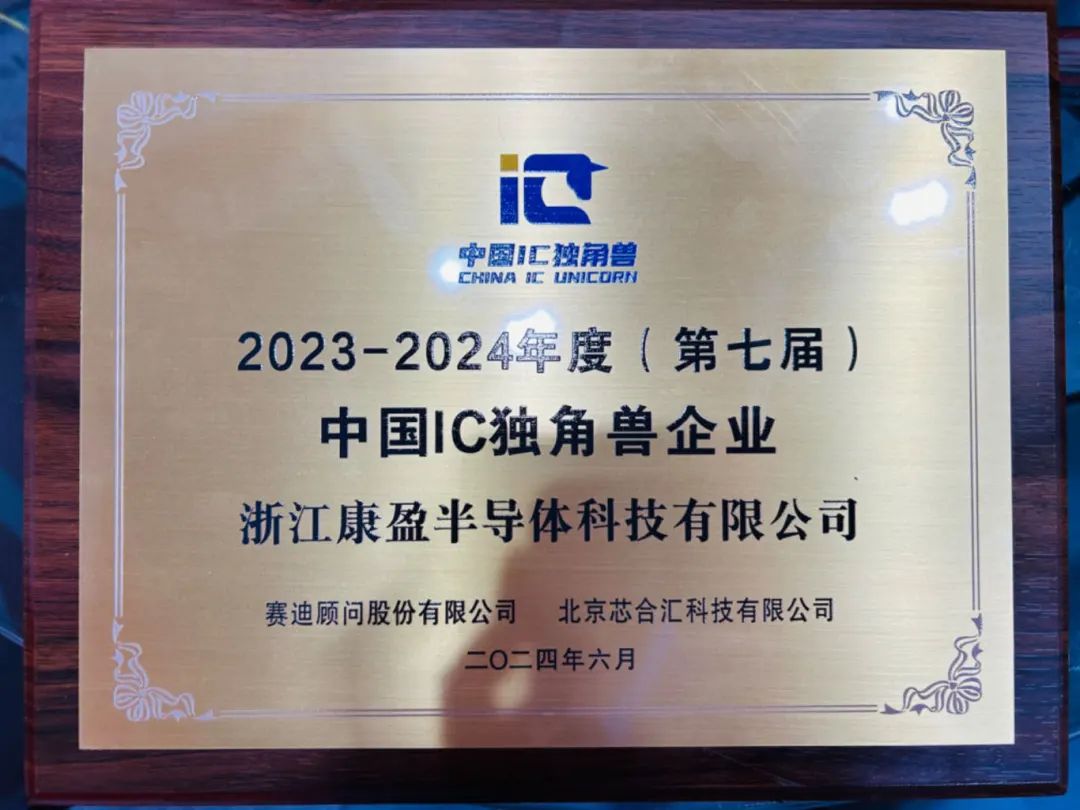 iC
中国IC独角兽
CHINA IC UNICORN
2023-2024年度（第七届）
中国IC独角兽企业
浙江康盈半导体科技有限公司
赛迪顾问股份有限公司 北京芯合汇科技有限公司
二〇二四年六月